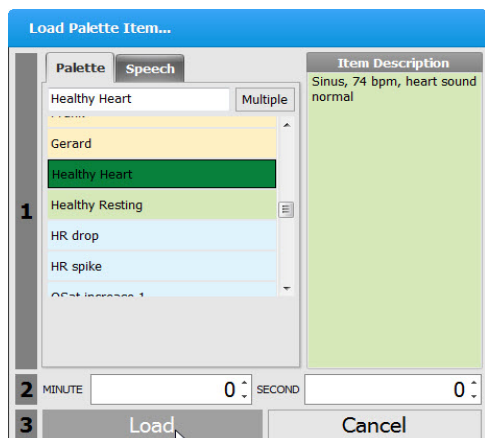 Load Palette Item...
Palette Speech
Healthy Heart Multiple
Gerard
Healthy Heart
Healthy Resting
HR drop
HR spike
1
Item Description
Sinus, 74 bpm, heart sound
normal
2 MINUTE 0 SECOND 0
3 Load Cancel